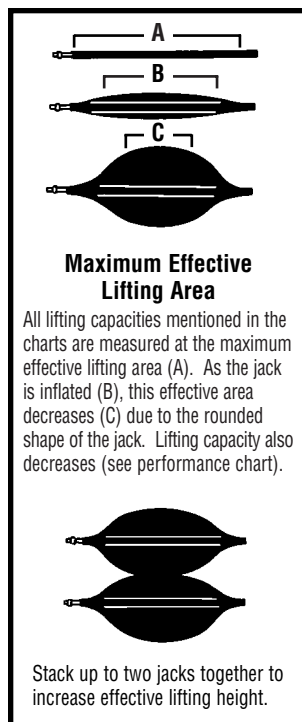 A
B
C
Maximum Effective
Lifting Area
All lifting capacities mentioned in the
charts are measured at the maximum
effective lifting area (A).  As the jack
is inflated (B), this effective area
decreases (C) due to the rounded
shape of the jack.  Lifting capacity also
decreases (see performance chart).
Stack up to two jacks together to
increase effective lifting height.